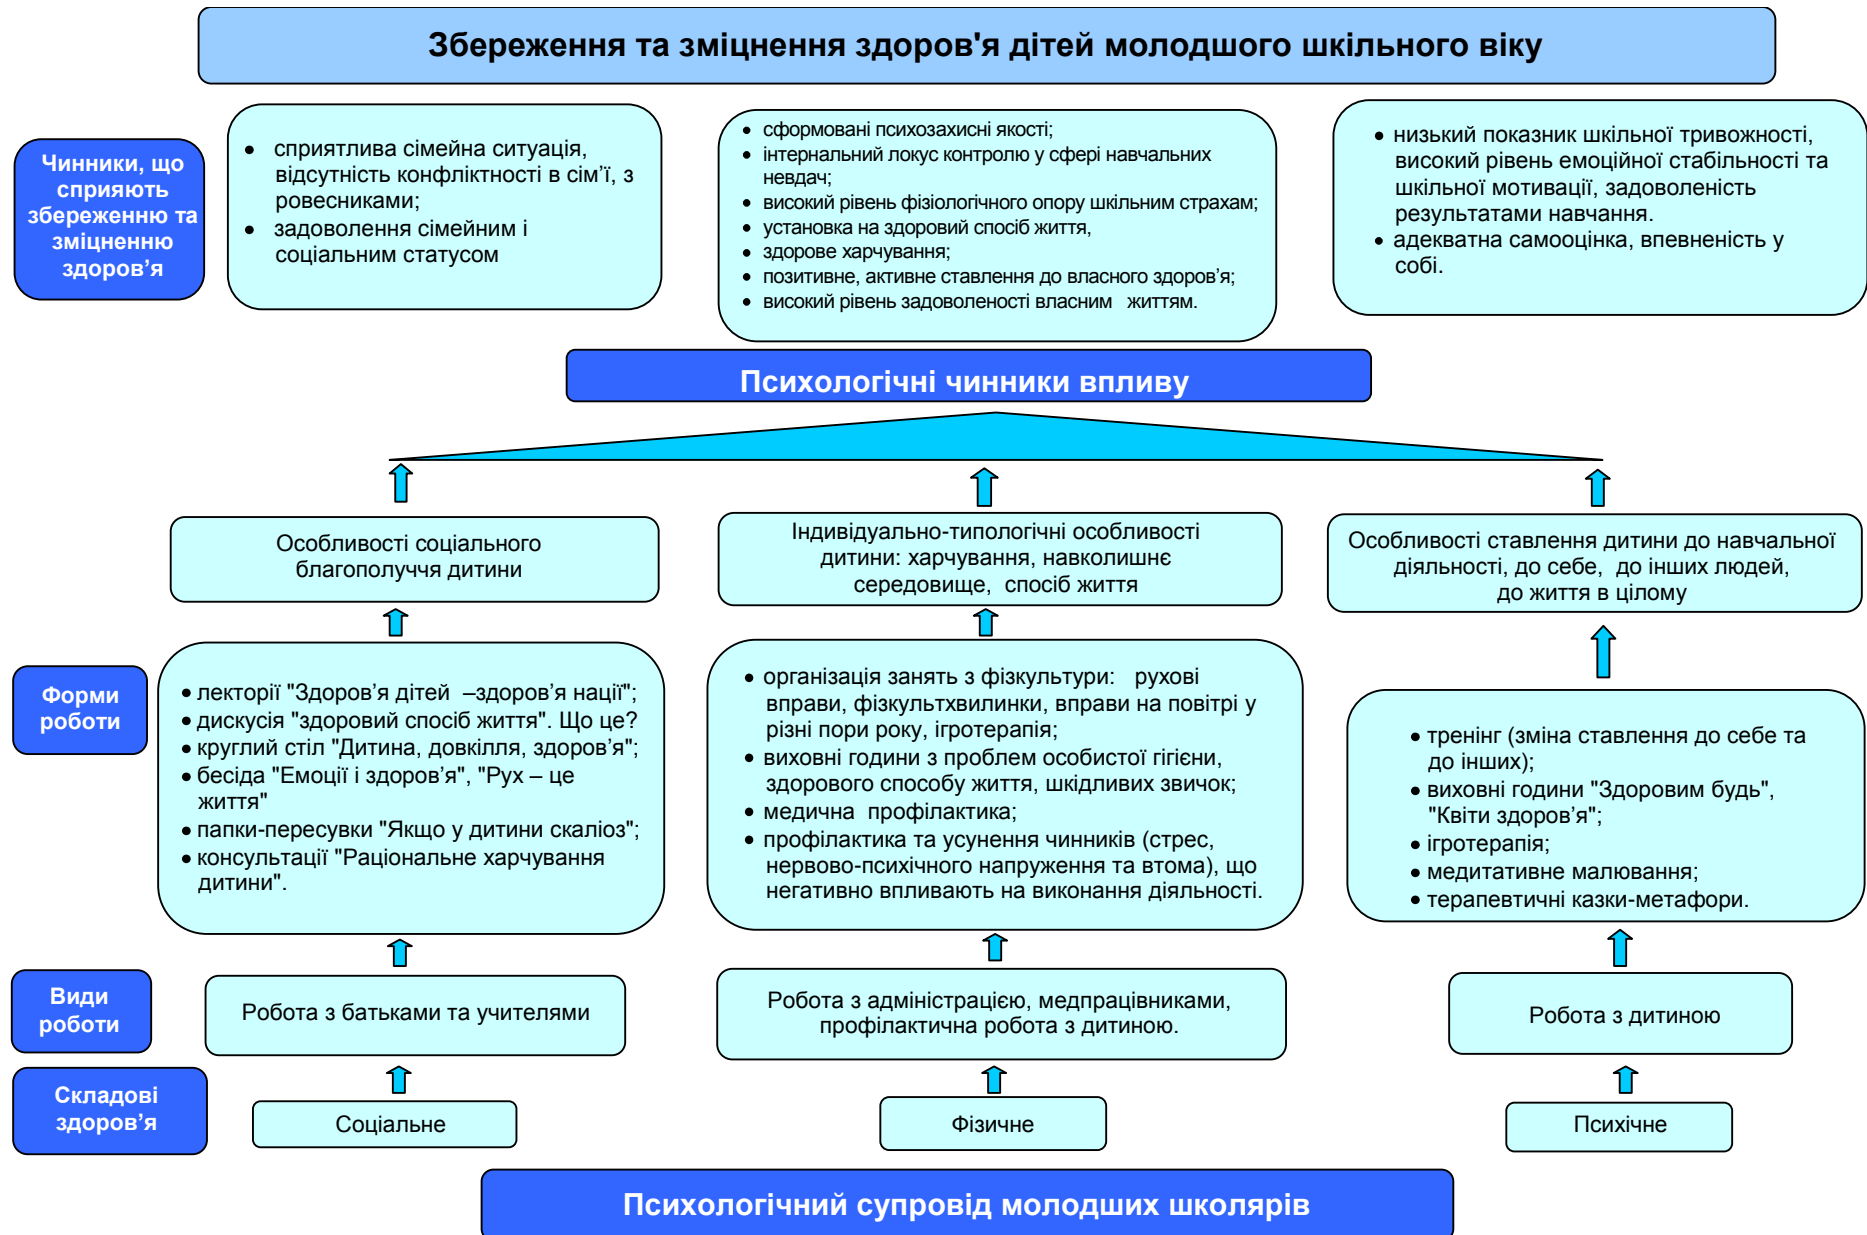 Збереження та зміцнення здоров'я дітей молодшого шкільного віку
Чинники, що
сприяють
збереженню та
зміцненню
здоров’я
• сприятлива сімейна ситуація,
відсутність конфліктності в сім’ї, з
ровесниками;
• задоволення сімейним і
соціальним статусом
• сформовані психозахисні якості;
• інтернальний локус контролю у сфері навчальних
невдач;
• високий рівень фізіологічного опору шкільним страхам;
• установка на здоровий спосіб життя,
• здорове харчування;
• позитивне, активне ставлення до власного здоров’я;
• високий рівень задоволеності власним життям.
• низький показник шкільної тривожності,
високий рівень емоційної стабільності та
шкільної мотивації, задоволеність
результатами навчання.
• адекватна самооцінка, впевненість у
собі.
Психологічні чинники впливу
Особливості соціального
благополуччя дитини
Індивідуально-типологічні особливості
дитини: харчування, навколишнє
середовище, спосіб життя
Особливості ставлення дитини до навчальної
діяльності, до себе, до інших людей,
до життя в цілому
Форми
роботи
• лекторії "Здоров’я дітей –здоров’я нації";
• дискусія "здоровий спосіб життя". Що це?
• круглий стіл "Дитина, довкілля, здоров’я";
• бесіда "Емоції і здоров’я", "Рух – це
життя"
• папки-пересувки "Якщо у дитини скаліоз";
• консультації "Раціональне харчування
дитини".
• організація занять з фізкультури: рухові
вправи, фізкультхвилинки, вправи на повітрі у
різні пори року, ігротерапія;
• виховні години з проблем особистої гігієни,
здорового способу життя, шкідливих звичок;
• медична профілактика;
• профілактика та усунення чинників (стрес,
нервово-психічного напруження та втома), що
негативно впливають на виконання діяльності.
• тренінг (зміна ставлення до себе та
до інших);
• виховні години "Здоровим будь",
"Квіти здоров’я";
• ігротерапія;
• медитативне малювання;
• терапевтичні казки-метафори.
Види
роботи
Робота з батьками та учителями
Робота з адміністрацією, медпрацівниками,
профілактична робота з дитиною.
Робота з дитиною
Складові
здоров’я
Соціальне
Фізичне
Психічне
Психологічний супровід молодших школярів